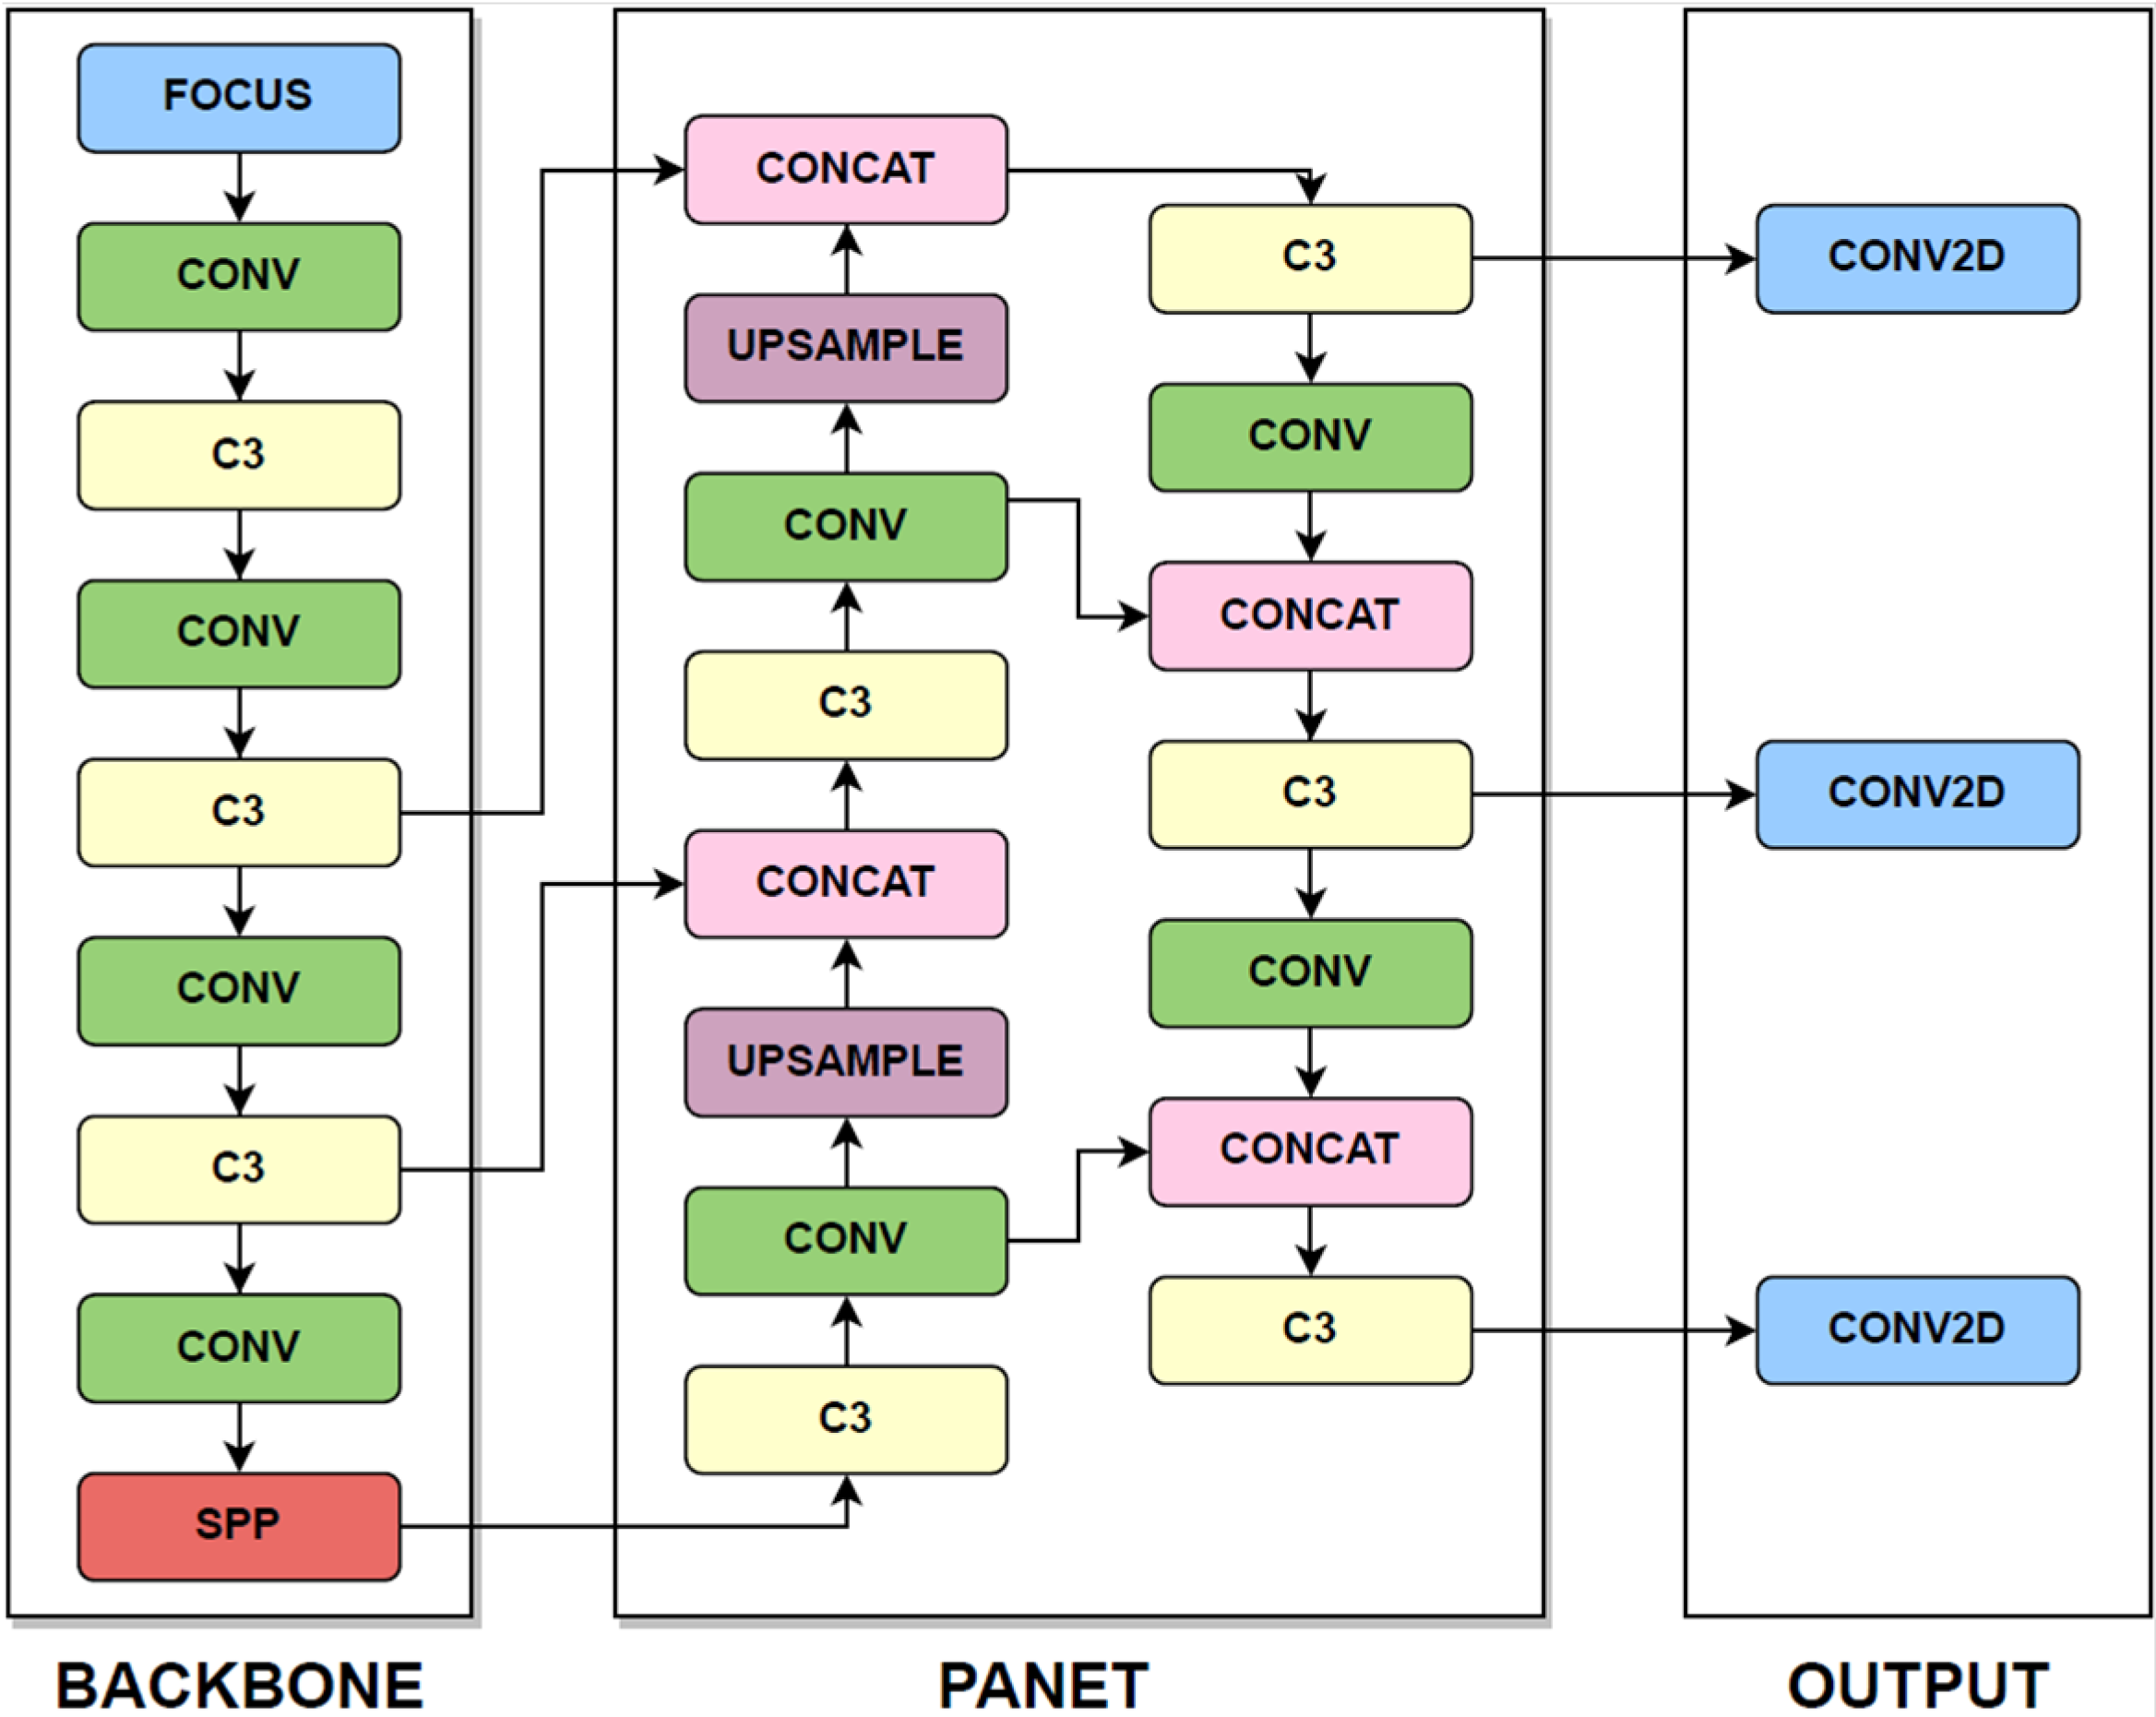 FOCUS
CONV
C3
CONV
C3
CONV
C3
CONV
SPP
BACKBONE
CONCAT
UPSAMPLE
CONV
C3
CONCAT
UPSAMPLE
CONV
C3
C3
CONV
CONCAT
C3
CONV
CONCAT
C3
PANET
CONV2D
CONV2D
CONV2D
OUTPUT